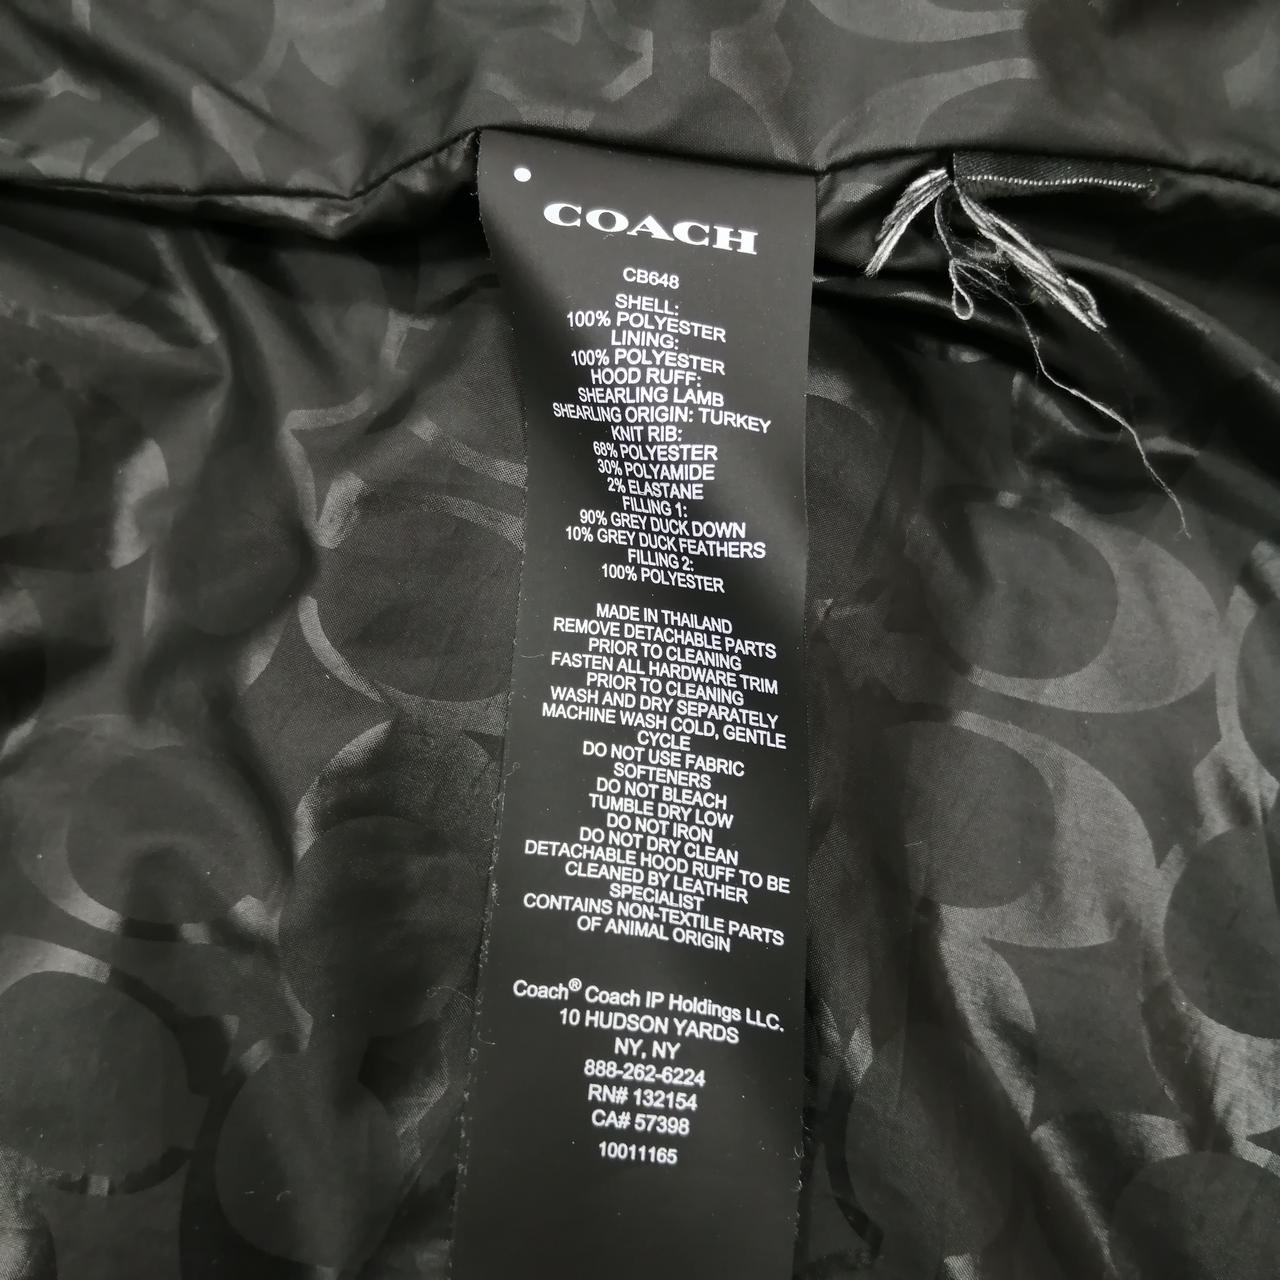 COACH
CB648
SHELL:
100% POLYESTER
LINING:
100% POLYESTER
HOOD RUFF:
SHEARLING LAMB
SHEARLING ORIGIN: TURKEY
KNIT RIB:
68% POLYESTER
30% POLYAMIDE
2% ELASTANE
FILLING 1:
90% GREY DUCK DOWN
10% GREY DUCK FEATHERS
FILLING 2:
100% POLYESTER
MADE IN THAILAND
REMOVE DETACHABLE PARTS
PRIOR TO CLEANING
FASTEN ALL HARDWARE TRIM
PRIOR TO CLEANING
WASH AND DRY SEPARATELY
MACHINE WASH COLD, GENTLE
CYCLE
DO NOT USE FABRIC
SOFTENERS
DO NOT BLEACH
TUMBLE DRY LOW
DO NOT IRON
DO NOT DRY CLEAN
DETACHABLE HOOD RUFF TO BE
CLEANED BY LEATHER
SPECIALIST
CONTAINS NON-TEXTILE PARTS
OF ANIMAL ORIGIN
Coach® Coach IP Holdings LLC.
10 HUDSON YARDS
NY, NY
888-262-6224
RN# 132154
CA# 57398
10011165